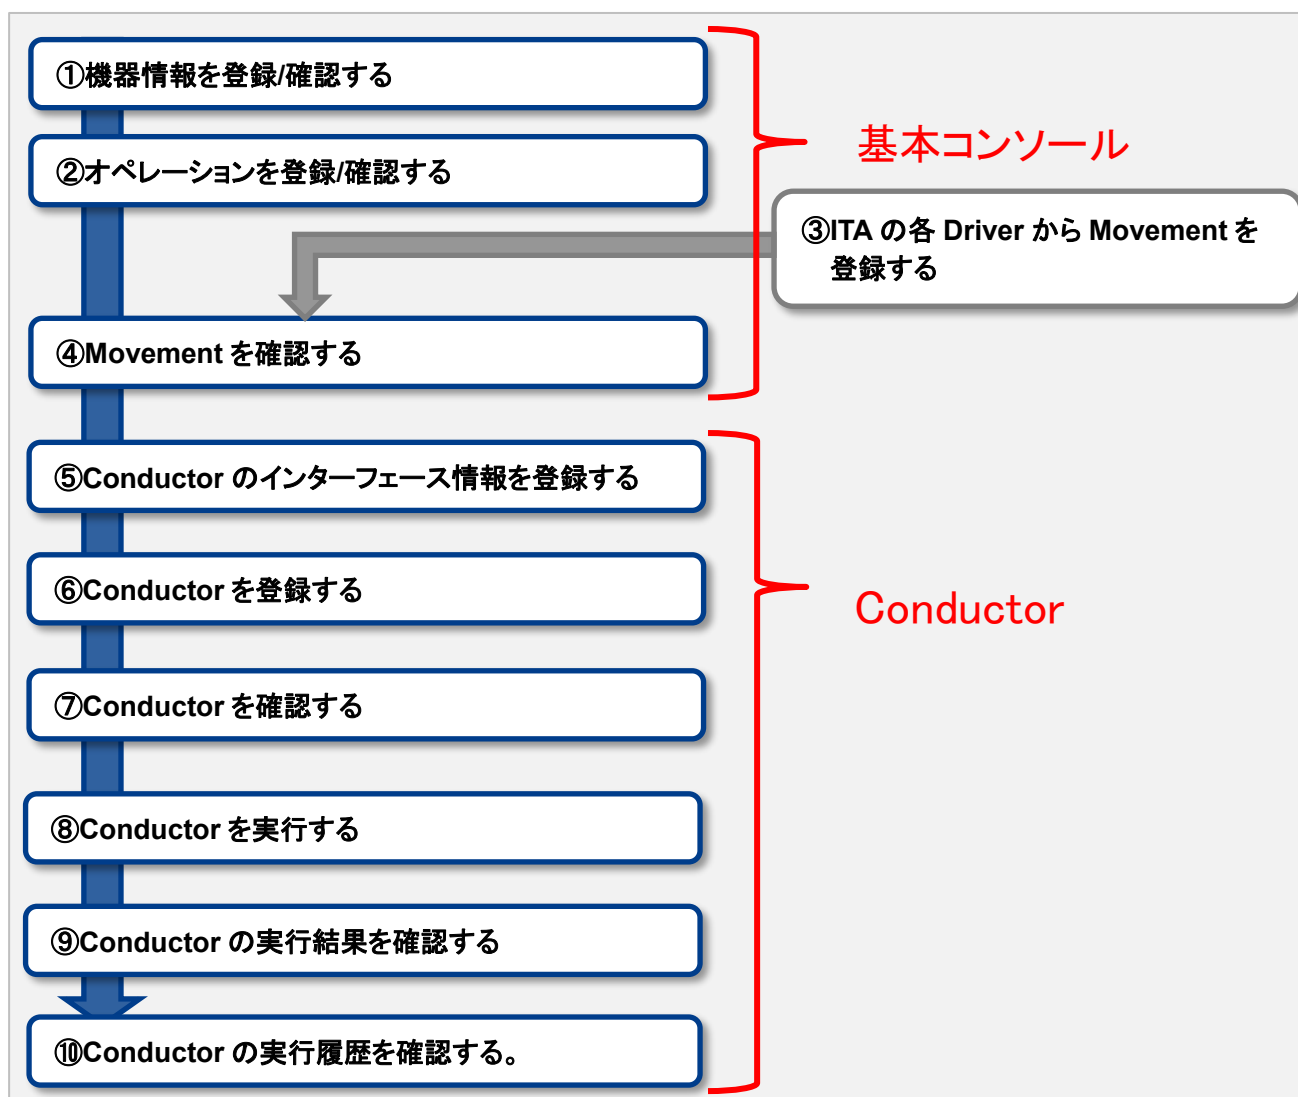 ①機器情報を登録/確認する
②オペレーションを登録/確認する
基本コンソール
③ITA の各 Driver から Movement を
登録する
④Movement を確認する
⑤Conductor のインターフェース情報を登録する
⑥Conductor を登録する
Conductor
⑦Conductor を確認する
⑧Conductor を実行する
⑨Conductor の実行結果を確認する
⑩Conductor の実行履歴を確認する。